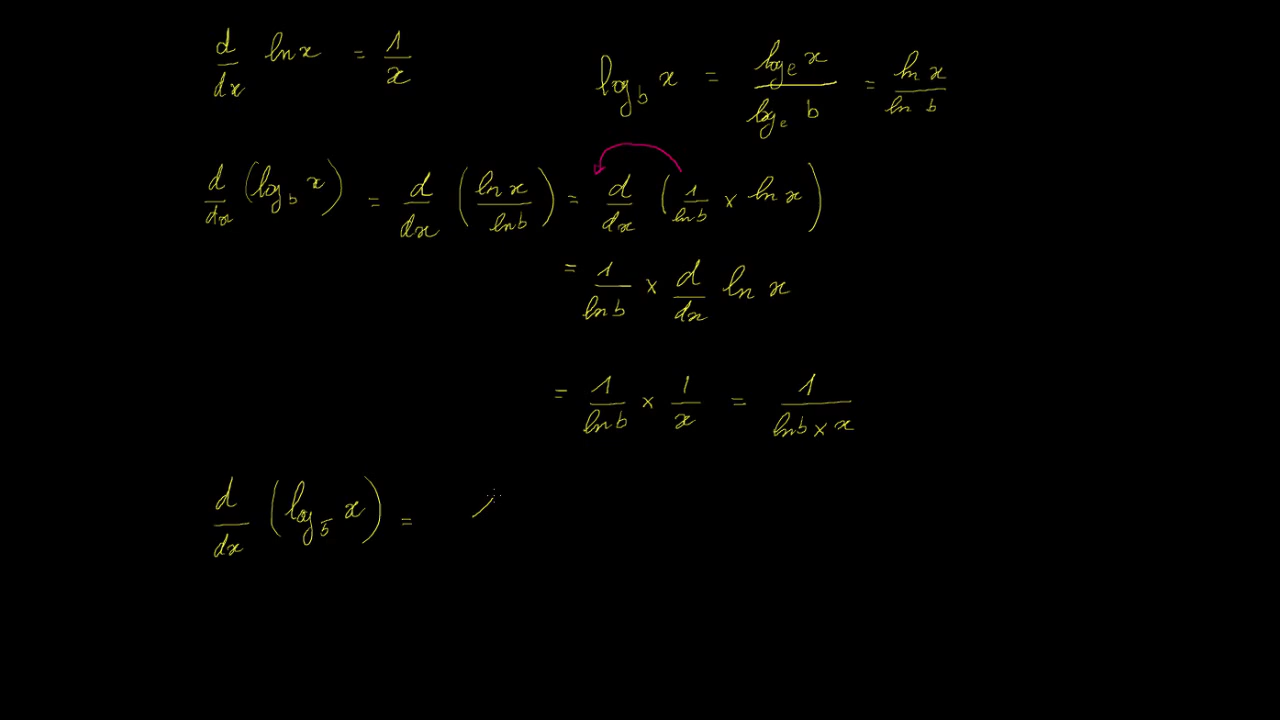 d/dx ln x = 1/x
log_b x = log_e x / log_e b = ln x / ln b
d/dx (log_b x) = d/dx (ln x / ln b) = d/dx (1/ln b × ln x)
= 1/ln b × d/dx ln x
= 1/ln b × 1/x = 1/(ln b × x)
d/dx (log_5 x) =